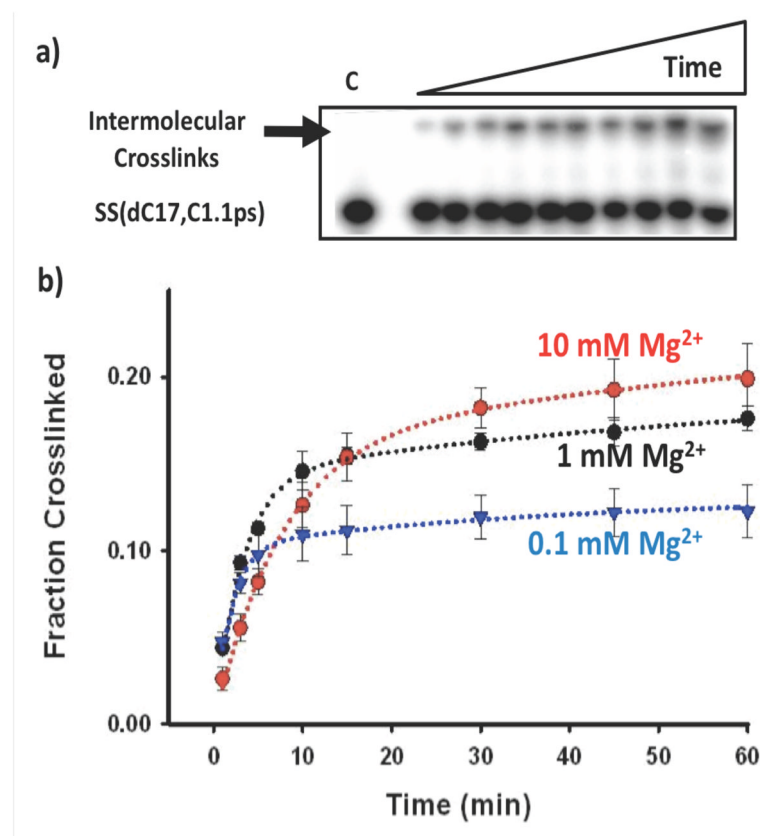 a)
C
Time
Intermolecular
Crosslinks
SS(dC17,C1.1ps)
b)
10 mM Mg²⁺
1 mM Mg²⁺
0.1 mM Mg²⁺
Fraction Crosslinked
0.20
0.10
0.00
0 10 20 30 40 50 60
Time (min)